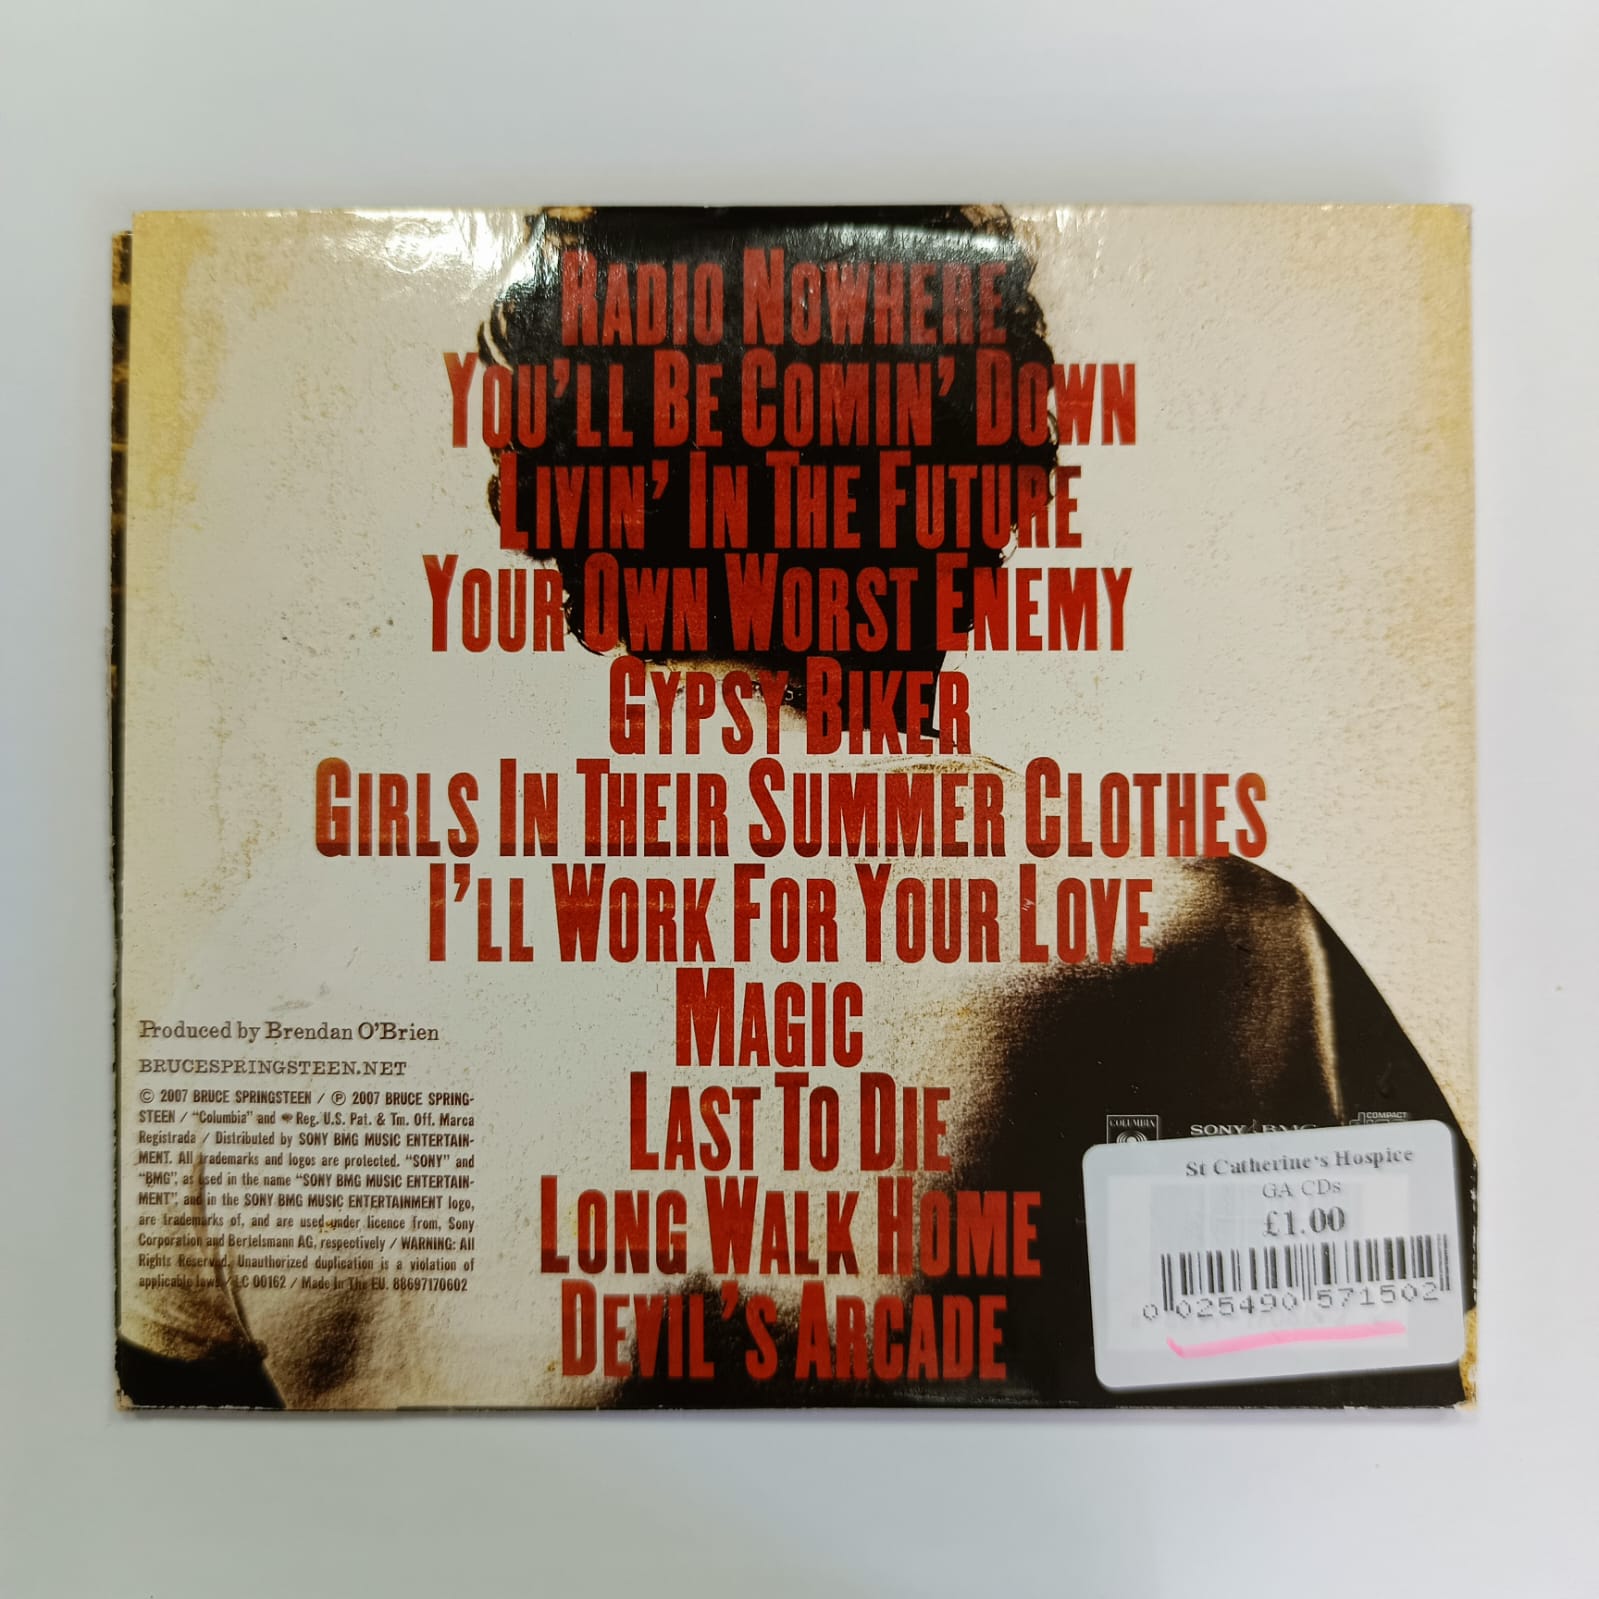 RADIO NOWHERE
YOU'LL BE COMIN' DOWN
LIVIN' IN THE FUTURE
YOUR OWN WORST ENEMY
GYPSY BIKER
GIRLS IN THEIR SUMMER CLOTHES
I'LL WORK FOR YOUR LOVE
MAGIC
LAST TO DIE
LONG WALK HOME
DEVIL'S ARCADE
Produced by Brendan O'Brien
BRUCESPRINGSTEEN.NET
© 2007 BRUCE SPRINGSTEEN / ℗ 2007 BRUCE SPRING-
STEEN / "Columbia" and Reg. U.S. Pat. & Tm. Off. Marca
Registrada / Distributed by SONY BMG MUSIC ENTERTAIN-
MENT. All trademarks and logos are protected. "SONY" and
"BMG", as used in the name "SONY BMG MUSIC ENTERTAIN-
MENT", and in the SONY BMG MUSIC ENTERTAINMENT logo,
are trademarks of, and are used under licence from, Sony
Corporation and Bertelsmann AG, respectively / WARNING: All
Rights Reserved. Unauthorized duplication is a violation of
applicable laws / LC 00162 / Made In The EU. 88697170602
COLUMBIA
SONY BMG
COMPACT
St Catherine's Hospice
GA CDs
£1.00
0 025490 571502